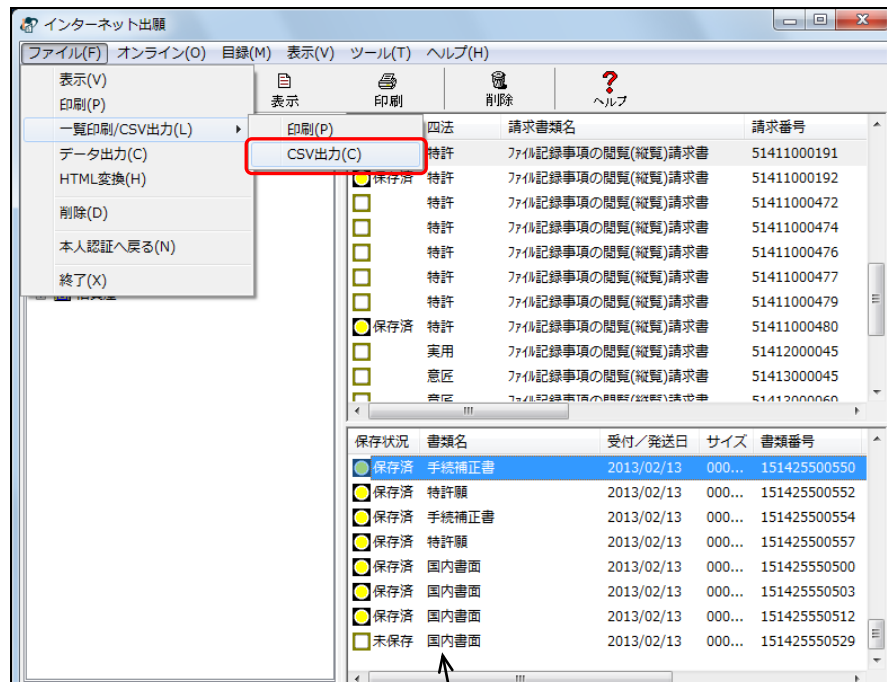 インターネット出願
ファイル(F) オンライン(O) 目録(M) 表示(V) ツール(T) ヘルプ(H)
表示 印刷 削除 ヘルプ
表示(V)
印刷(P)
一覧印刷/CSV出力(L)
データ出力(C)
HTML変換(H)
削除(D)
本人認証へ戻る(N)
終了(X)
印刷(P)
CSV出力(C)
四法 請求書類名 請求番号
特許 ファイル記録事項の閲覧(縦覧)請求書 51411000191
保存済 特許 ファイル記録事項の閲覧(縦覧)請求書 51411000192
特許 ファイル記録事項の閲覧(縦覧)請求書 51411000472
特許 ファイル記録事項の閲覧(縦覧)請求書 51411000474
特許 ファイル記録事項の閲覧(縦覧)請求書 51411000476
特許 ファイル記録事項の閲覧(縦覧)請求書 51411000477
特許 ファイル記録事項の閲覧(縦覧)請求書 51411000479
保存済 特許 ファイル記録事項の閲覧(縦覧)請求書 51411000480
実用 ファイル記録事項の閲覧(縦覧)請求書 51412000045
意匠 ファイル記録事項の閲覧(縦覧)請求書 51413000045
意匠 ファイル記録事項の閲覧(縦覧)請求書 51413000060
保存状況 書類名 受付/発送日 サイズ 書類番号
保存済 手続補正書 2013/02/13 000... 151425500550
保存済 特許願 2013/02/13 000... 151425500552
保存済 手続補正書 2013/02/13 000... 151425500554
保存済 特許願 2013/02/13 000... 151425500557
保存済 国内書面 2013/02/13 000... 151425550500
保存済 国内書面 2013/02/13 000... 151425550503
保存済 国内書面 2013/02/13 000... 151425550512
未保存 国内書面 2013/02/13 000... 151425550529